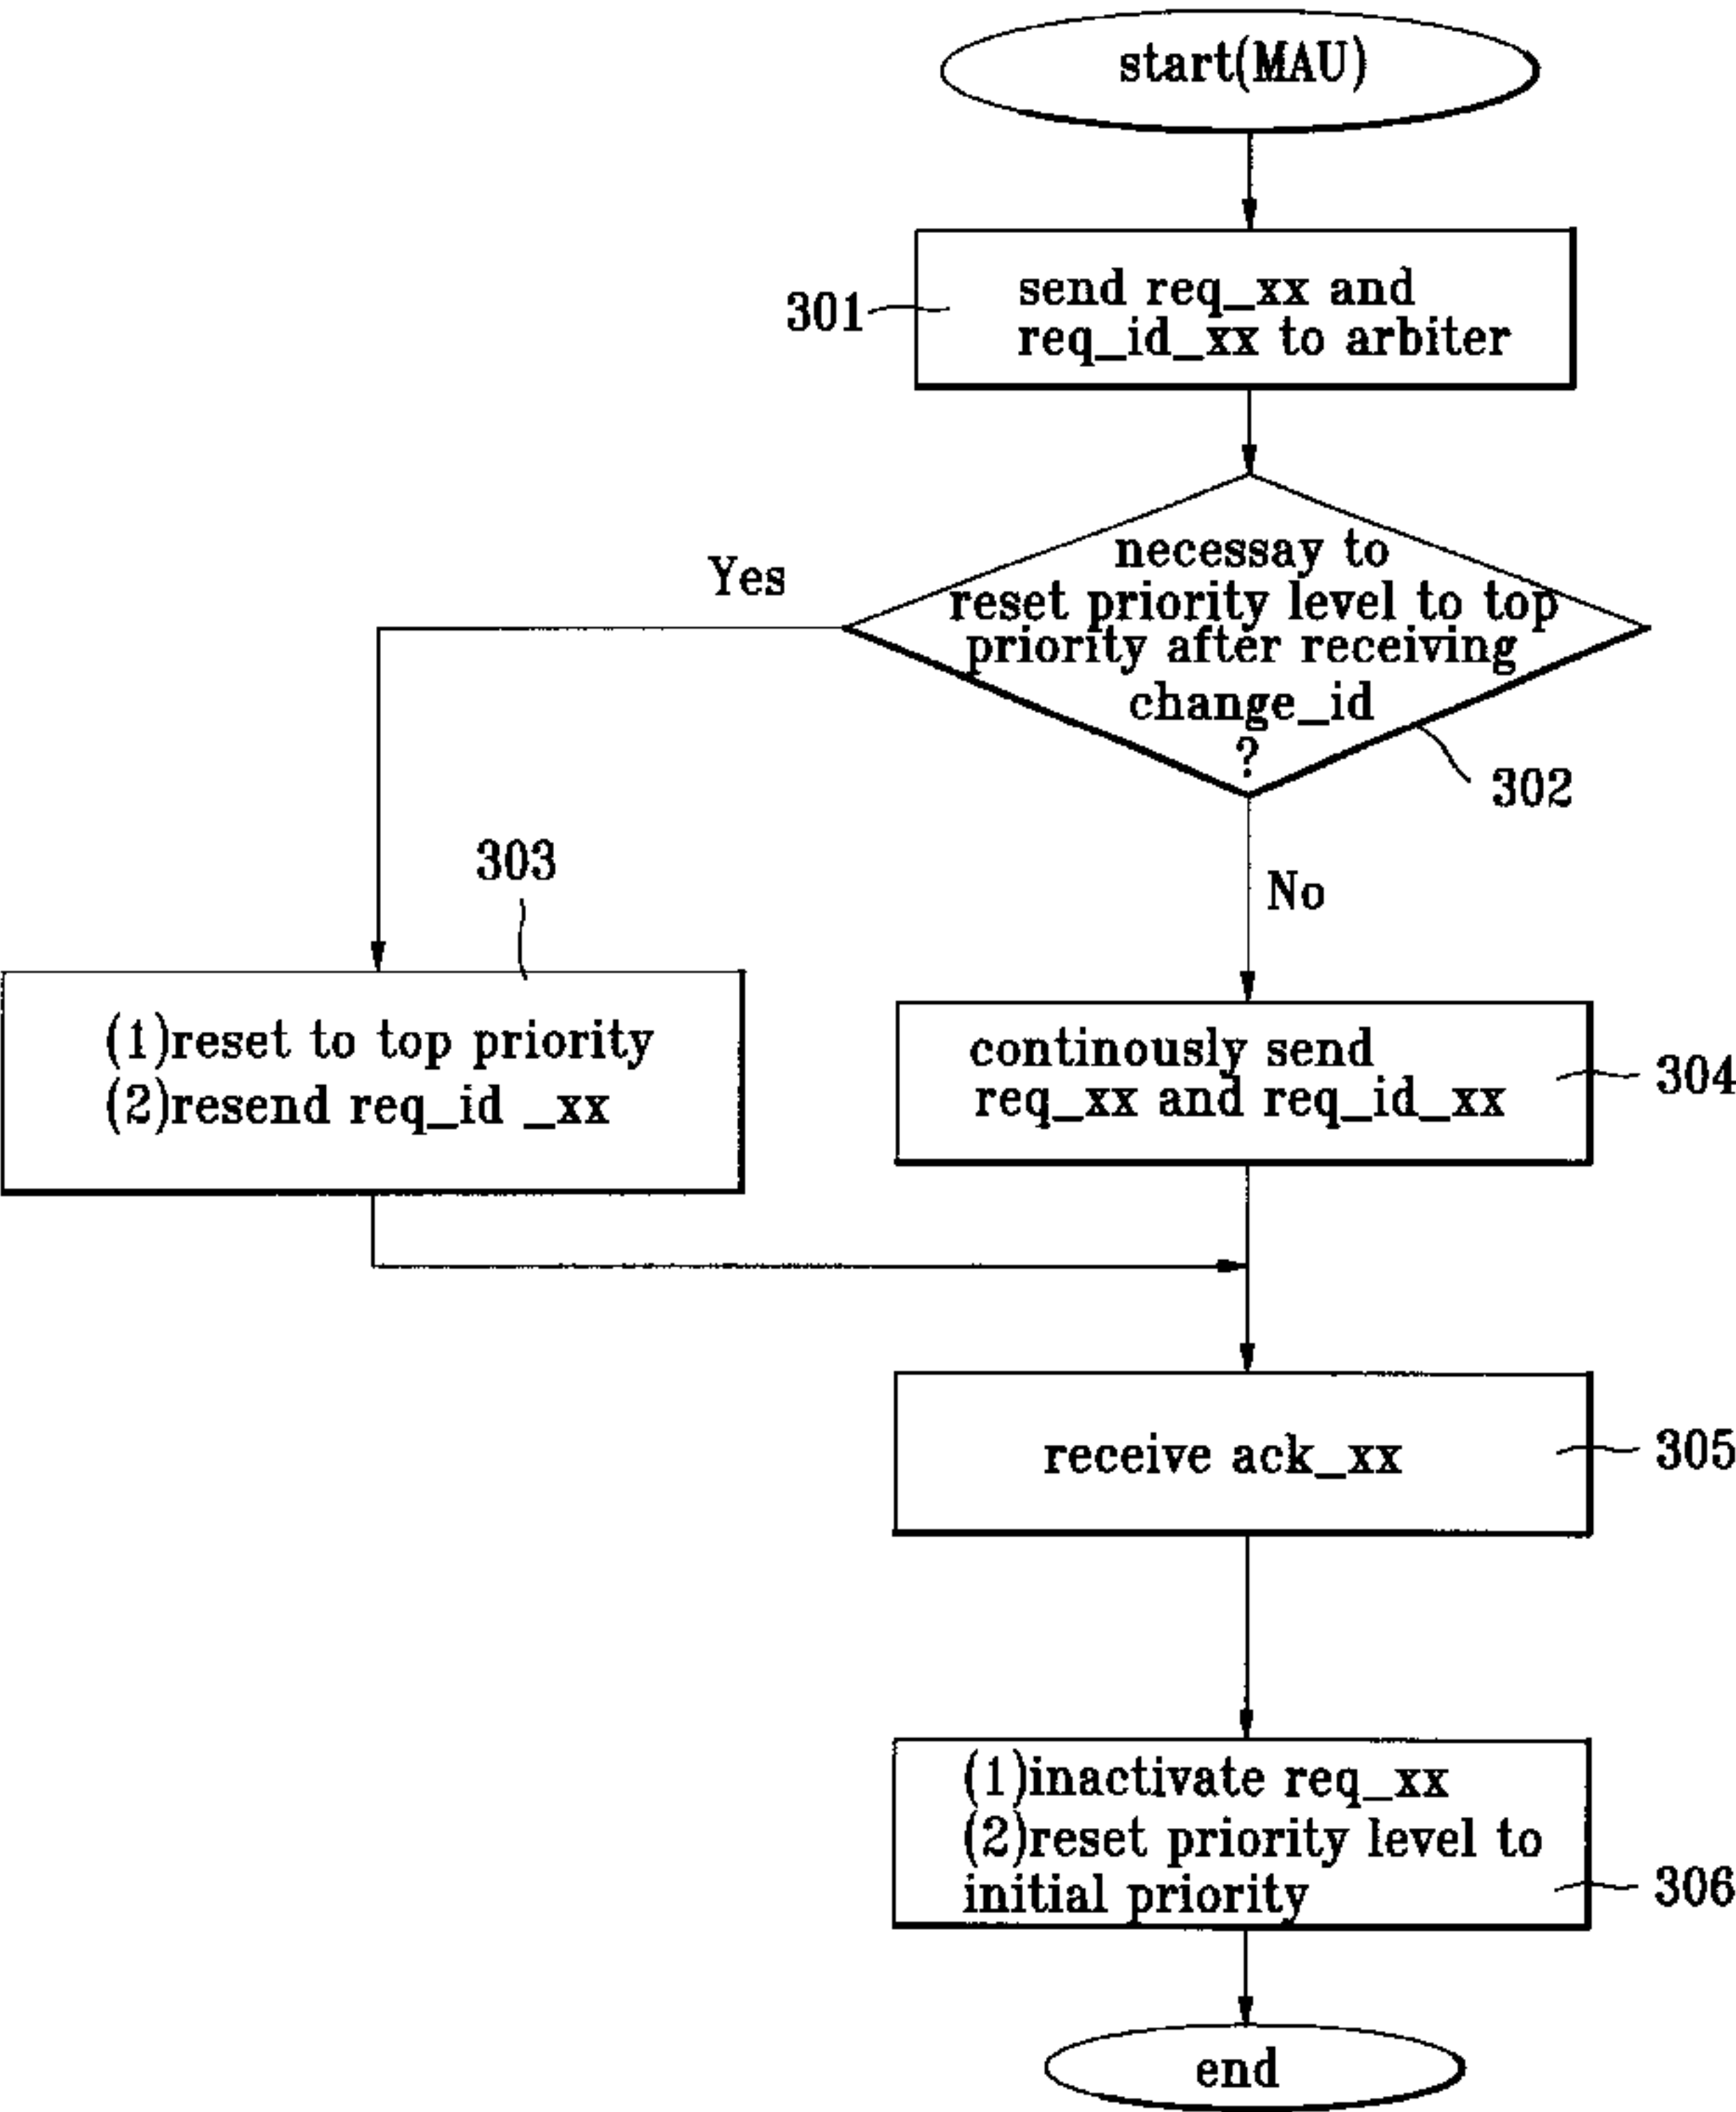 start(MAU)
301
send req_xx and
req_id_xx to arbiter
necessay to
reset priority level to top
priority after receiving
change_id
?
302
Yes
No
303
(1)reset to top priority
(2)resend req_id _xx
continously send
req_xx and req_id_xx
304
receive ack_xx
305
(1)inactivate req_xx
(2)reset priority level to
initial priority
306
end